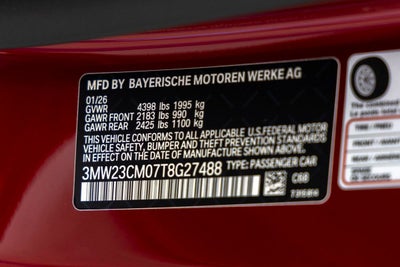 MFD BY BAYERISCHE MOTOREN WERKE AG
01/26
GVWR 4398 lbs 1995 kg
GAWR FRONT 2183 lbs 990 kg
GAWR REAR 2425 lbs 1100 kg
THIS VEHICLE CONFORMS TO ALL APPLICABLE U.S. FEDERAL MOTOR
VEHICLE SAFETY, BUMPER AND THEFT PREVENTION STANDARDS
IN EFFECT ON THE DATE OF MANUFACTURE SHOWN ABOVE.
3MW23CM07T8G27488 TYPE: PASSENGER CAR
The combined